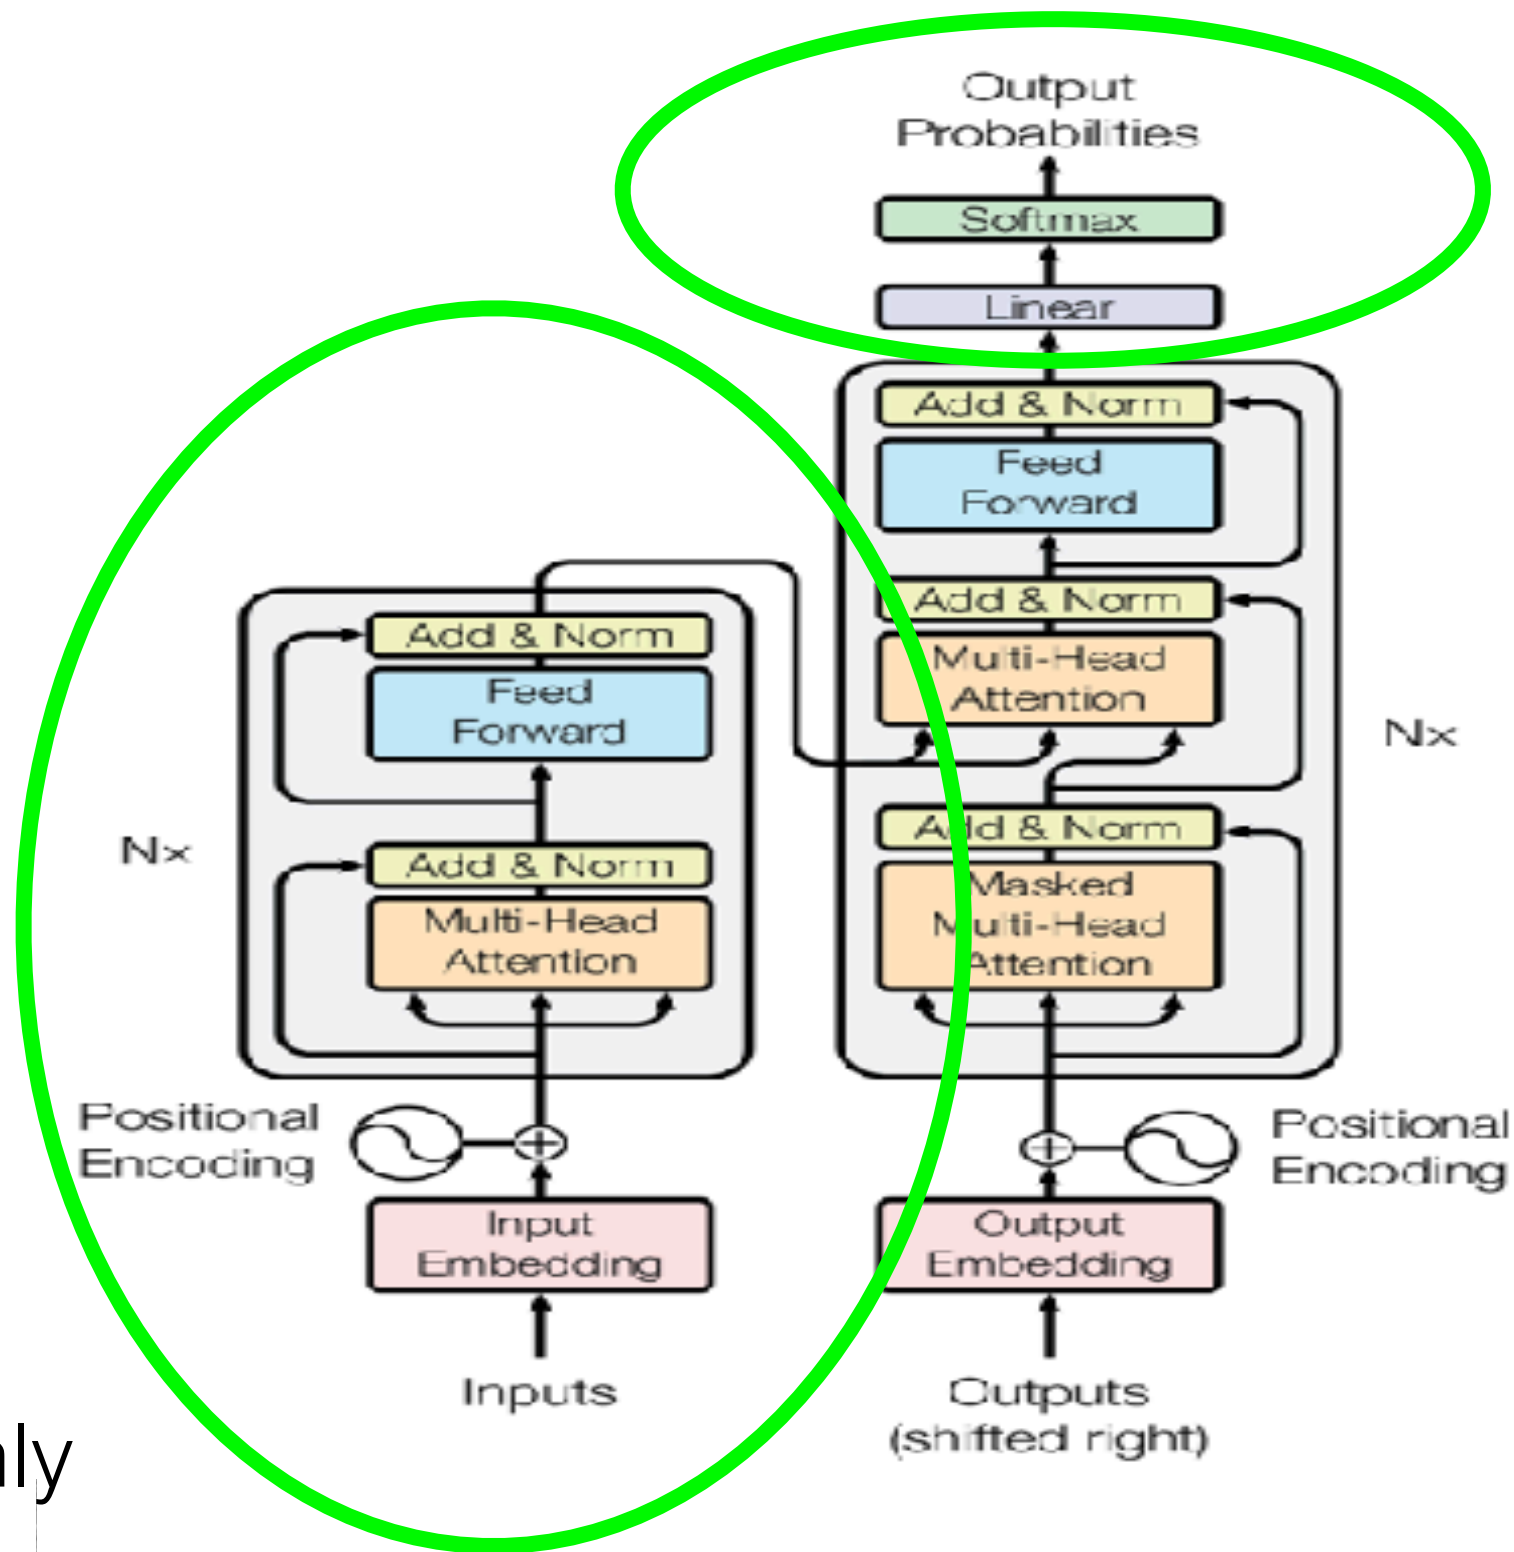 Output
Probabilities
Softmax
Linear
Add & Norm
Feed
Forward
Add & Norm
Multi-Head
Attention
Nx
Add & Norm
Masked
Multi-Head
Attention
Positional
Encoding
Output
Embedding
Outputs
(shifted right)
Add & Norm
Feed
Forward
Nx
Add & Norm
Multi-Head
Attention
Positional
Encoding
Input
Embedding
Inputs